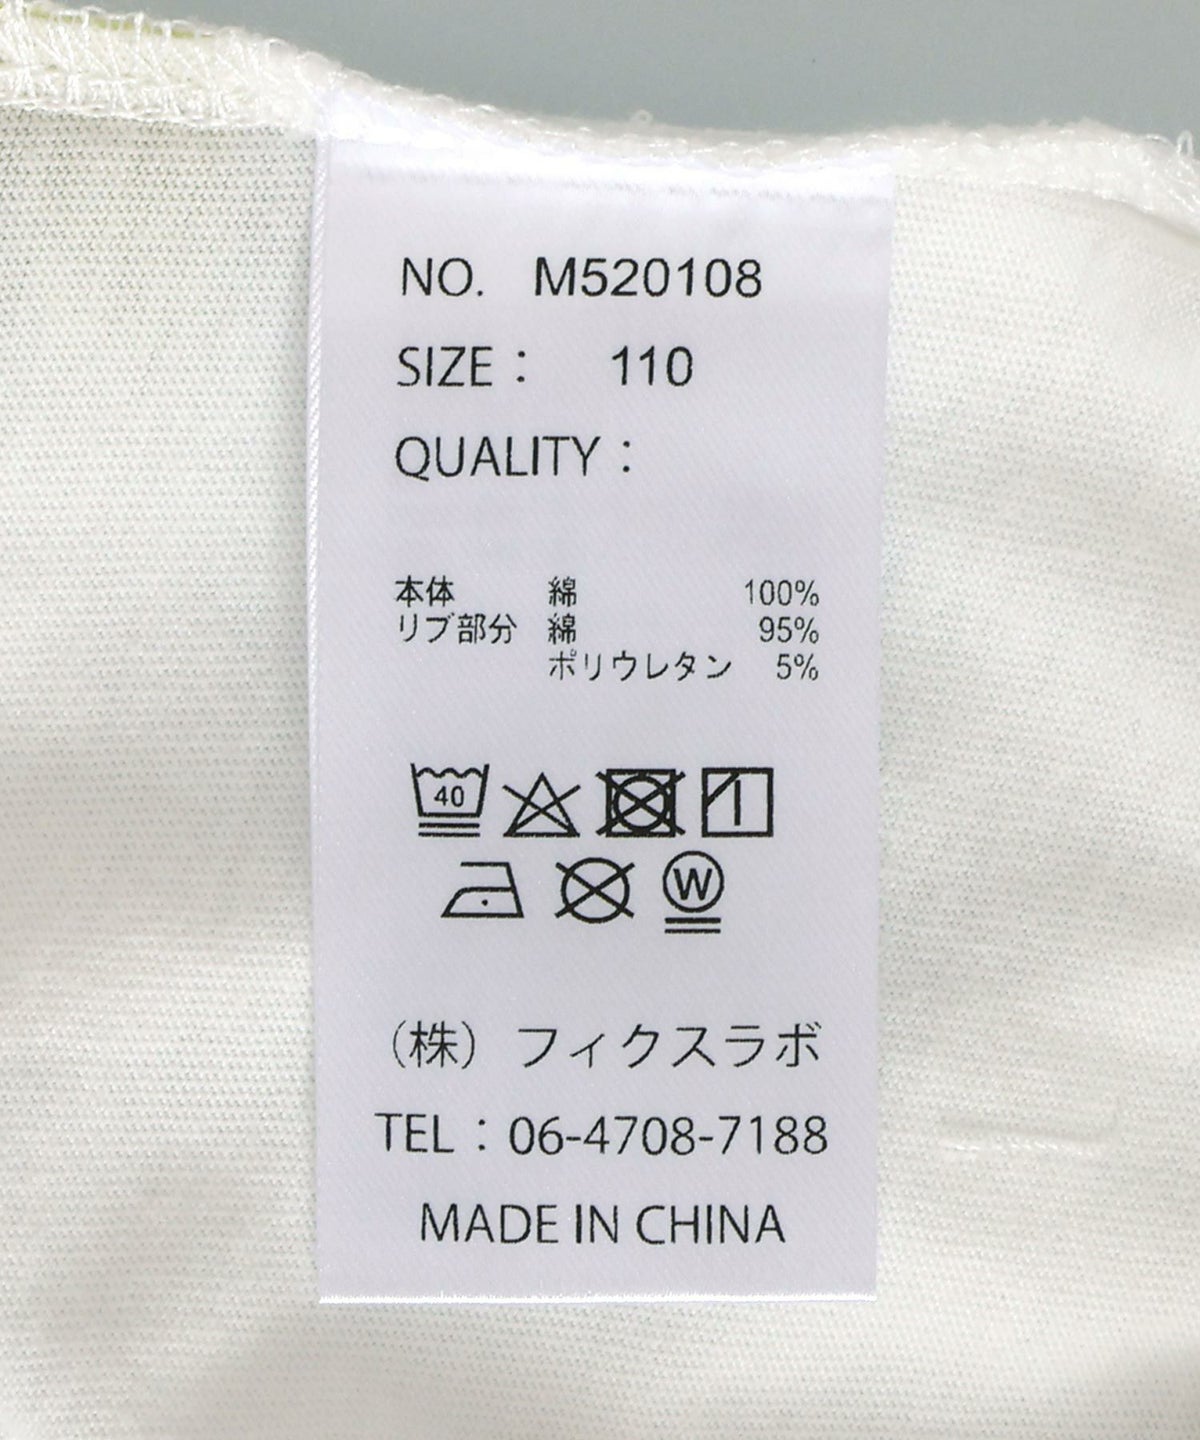 NO. M520108
SIZE： 110
QUALITY：
本体 綿 100%
リブ部分 綿 95%
ポリウレタン 5%
40
W
（株）フィクスラボ
TEL：06-4708-7188
MADE IN CHINA